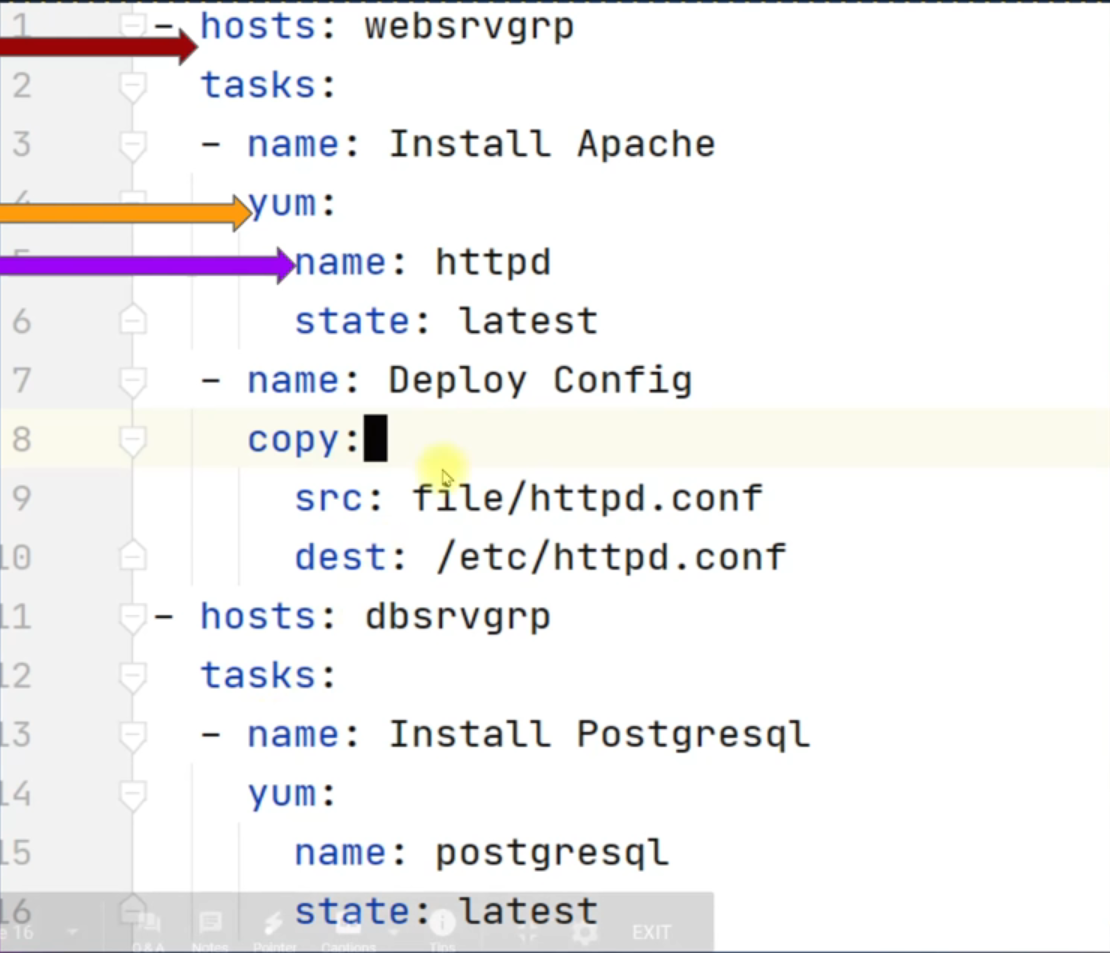 1 - hosts: websrvgrp
2 tasks:
3 - name: Install Apache
4 yum:
name: httpd
6 state: latest
7 - name: Deploy Config
8 copy:
9 src: file/httpd.conf
10 dest: /etc/httpd.conf
11 - hosts: dbsrvgrp
12 tasks:
13 - name: Install Postgresql
14 yum:
15 name: postgresql
16 state: latest
e 16 Q&A Notes Pointer Captions Tips EXIT